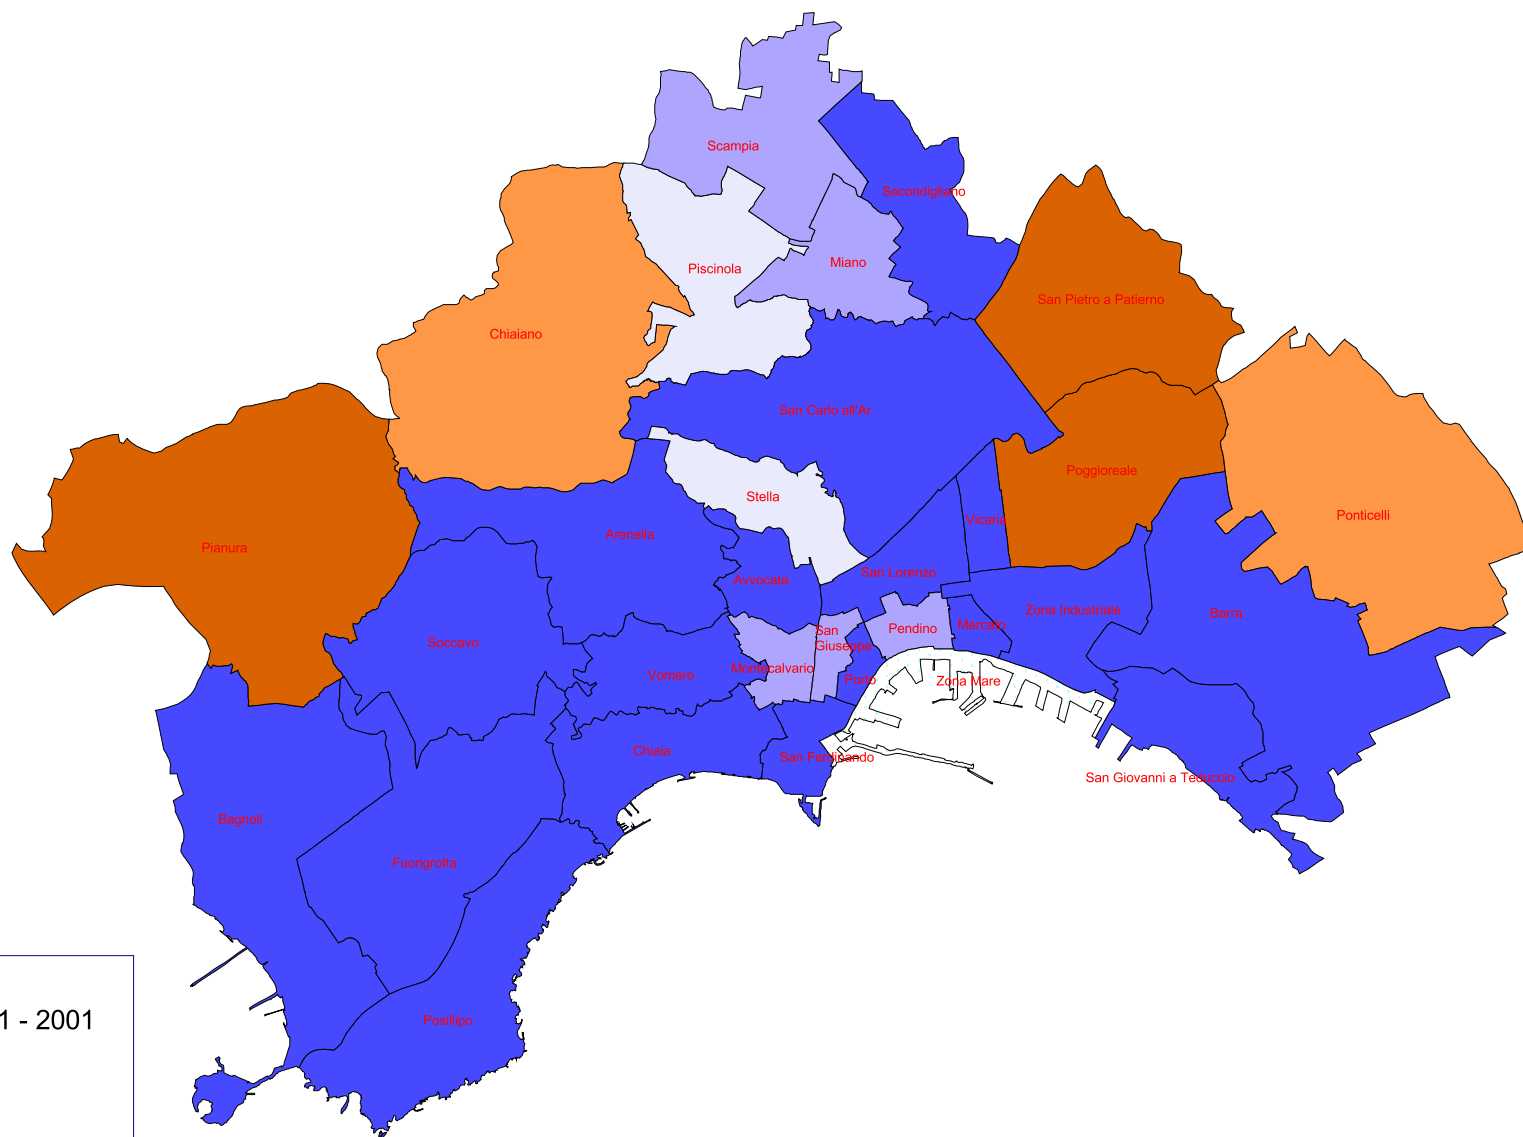 Scampia
Secondigliano
Piscinola
Miano
San Pietro a Patierno
Chiaiano
San Carlo all'Ar
Poggioreale
Stella
Ponticelli
Vicaria
Arenella
Pianura
San Lorenzo
Avvocata
Zona Industriale
Barra
Mercato
Pendino
San
Giuseppe
Soccavo
Montecalvario
Vomero
Porto
Zona Mare
Chiaia
San Ferdinando
San Giovanni a Teduccio
Bagnoli
Fuorigrotta
Posillipo
1 - 2001